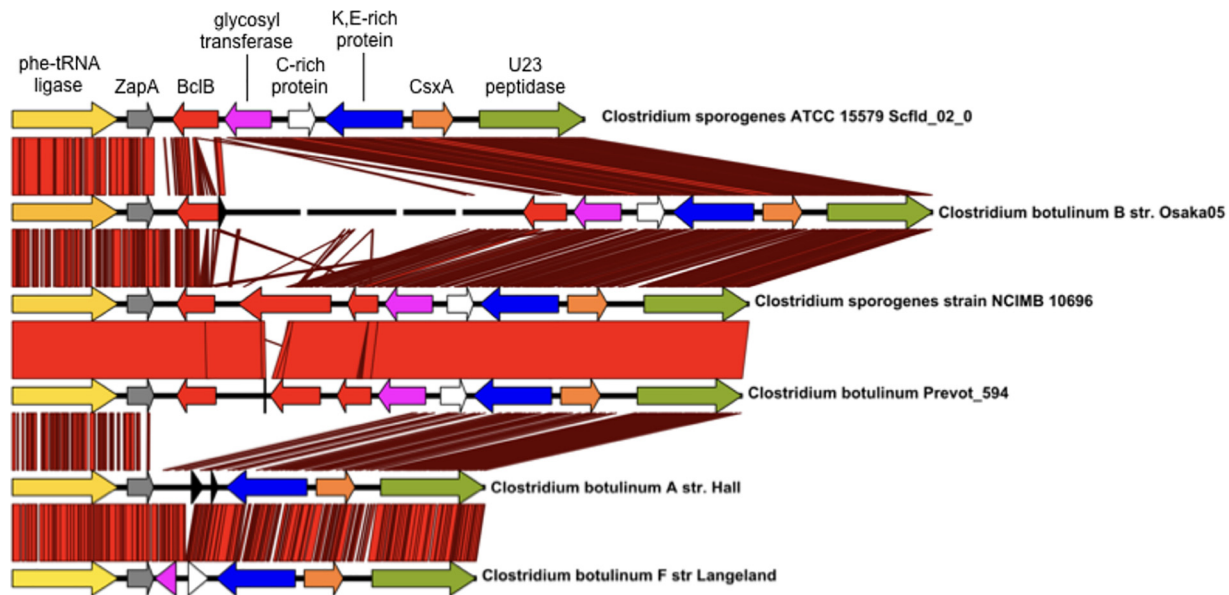 glycosyl
transferase
K,E-rich
protein
phe-tRNA
ligase
ZapA
BclB
C-rich
protein
CsxA
U23
peptidase
Clostridium sporogenes ATCC 15579 Scfld_02_0
Clostridium botulinum B str. Osaka05
Clostridium sporogenes strain NCIMB 10696
Clostridium botulinum Prevot_594
Clostridium botulinum A str. Hall
Clostridium botulinum F str Langeland